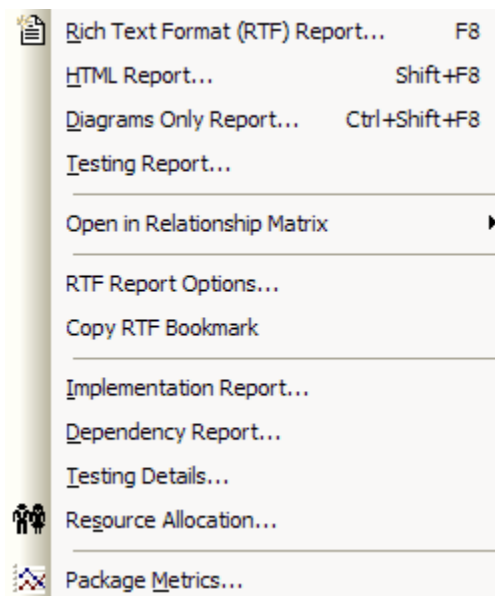 Rich Text Format (RTF) Report... F8
HTML Report... Shift+F8
Diagrams Only Report... Ctrl+Shift+F8
Testing Report...
Open in Relationship Matrix
RTF Report Options...
Copy RTF Bookmark
Implementation Report...
Dependency Report...
Testing Details...
Resource Allocation...
Package Metrics...